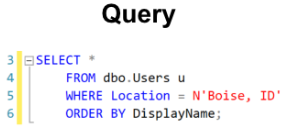 Query
3 SELECT *
4 FROM dbo.Users u
5 WHERE Location = N'Boise, ID'
6 ORDER BY DisplayName;